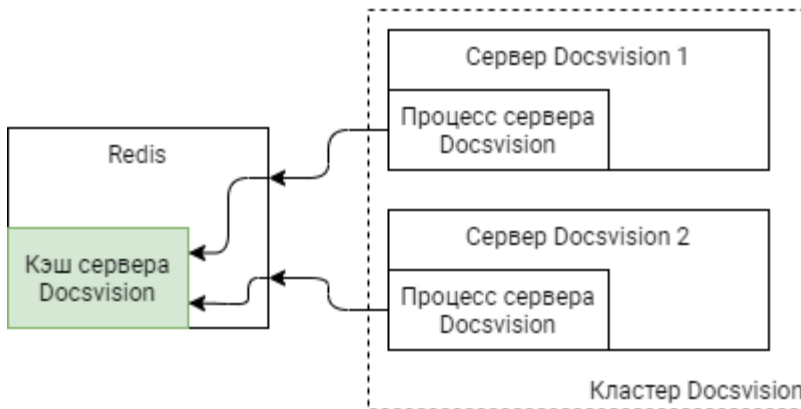 Сервер Docsvision 1
Процесс сервера
Docsvision
Redis
Кэш сервера
Docsvision
Сервер Docsvision 2
Процесс сервера
Docsvision
Кластер Docsvision